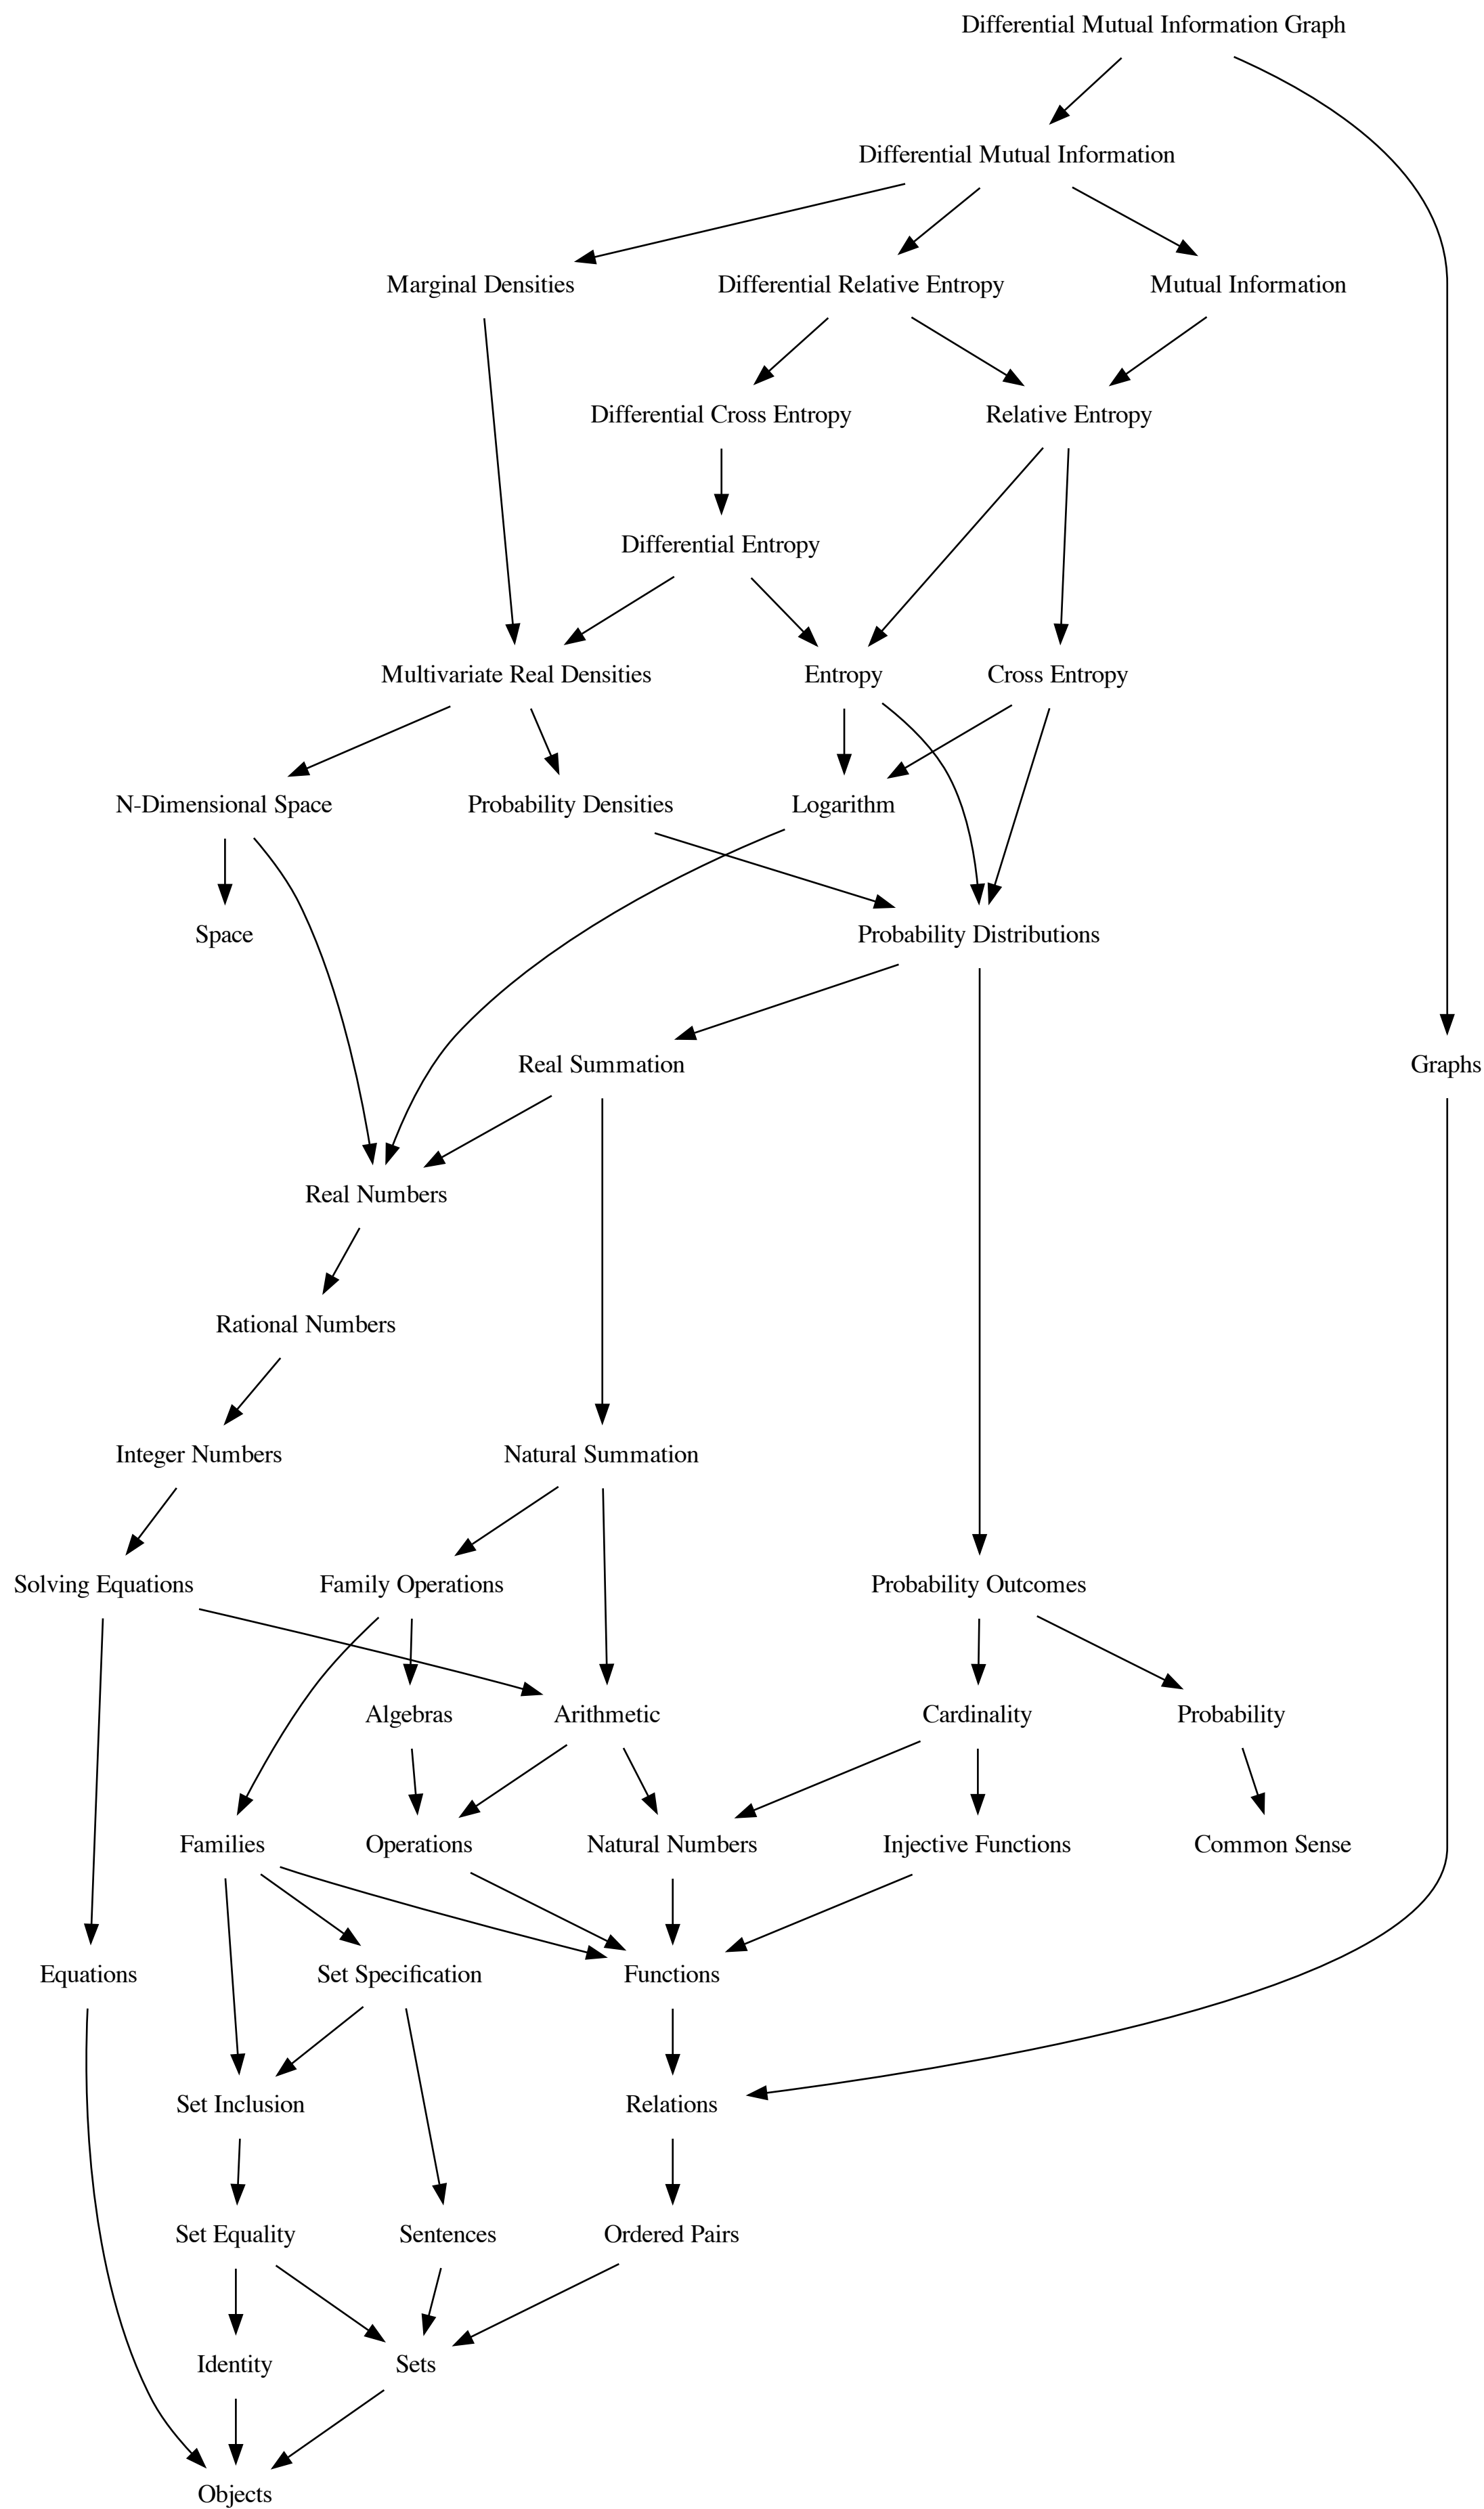 Differential Mutual Information Graph
Differential Mutual Information
Marginal Densities
Differential Relative Entropy
Mutual Information
Differential Cross Entropy
Relative Entropy
Differential Entropy
Multivariate Real Densities
Entropy
Cross Entropy
N-Dimensional Space
Probability Densities
Logarithm
Space
Probability Distributions
Real Summation
Graphs
Real Numbers
Rational Numbers
Integer Numbers
Natural Summation
Solving Equations
Family Operations
Probability Outcomes
Algebras
Arithmetic
Cardinality
Probability
Families
Operations
Natural Numbers
Injective Functions
Common Sense
Equations
Set Specification
Functions
Set Inclusion
Relations
Set Equality
Sentences
Ordered Pairs
Identity
Sets
Objects